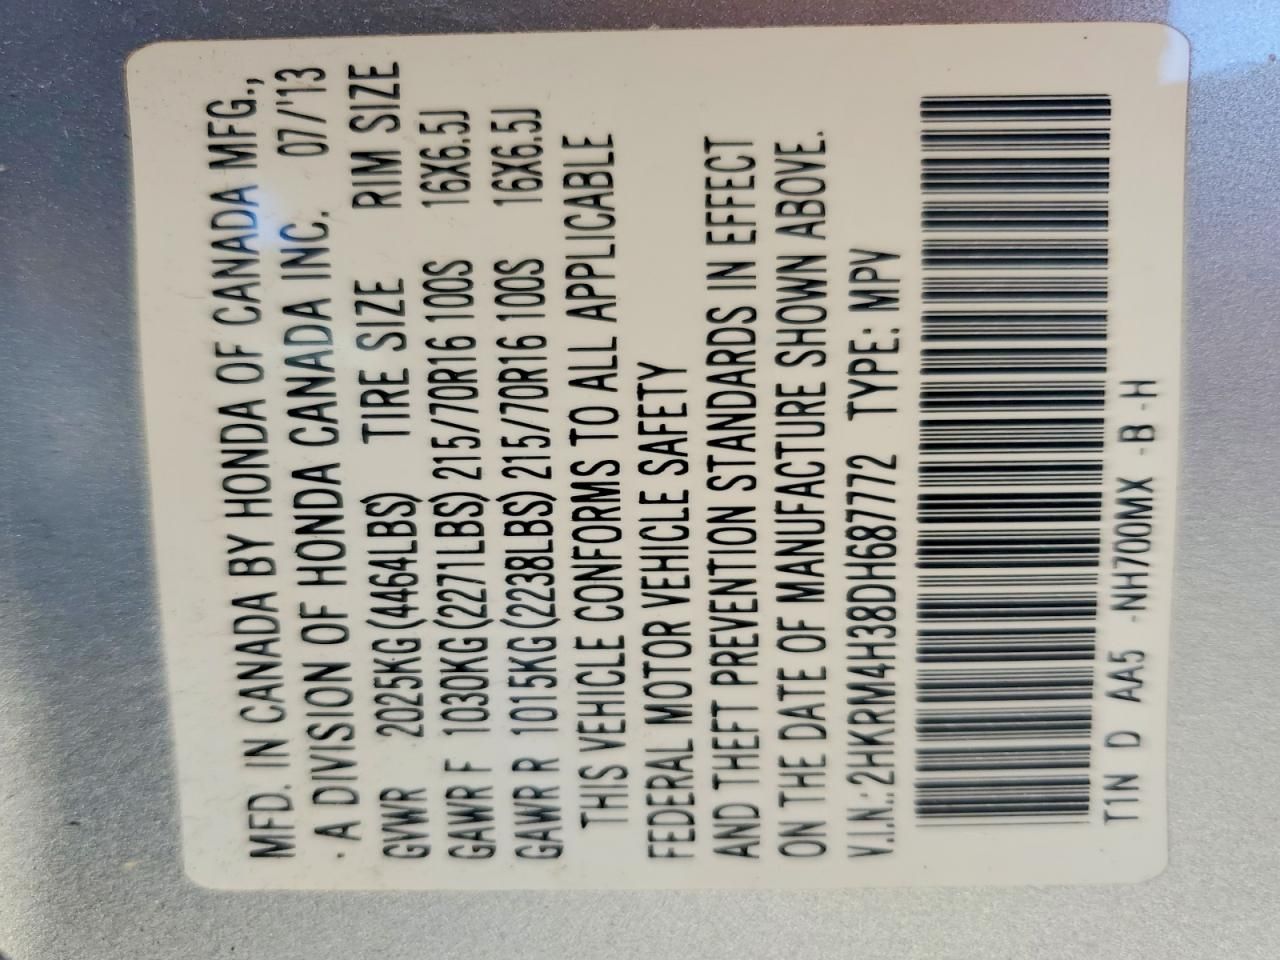 MFD. IN CANADA BY HONDA OF CANADA MFG.,
A DIVISION OF HONDA CANADA INC. 07/'13
GVWR 2025KG (4464LBS) TIRE SIZE RIM SIZE
GAWR F 1030KG (2271LBS) 215/70R16 100S 16X6.5J
GAWR R 1015KG (2238LBS) 215/70R16 100S 16X6.5J
THIS VEHICLE CONFORMS TO ALL APPLICABLE
FEDERAL MOTOR VEHICLE SAFETY
AND THEFT PREVENTION STANDARDS IN EFFECT
ON THE DATE OF MANUFACTURE SHOWN ABOVE.
V.I.N.: 2HKRM4H38DH687772 TYPE: MPV
T1N D AA5 -NH700MX -B-H